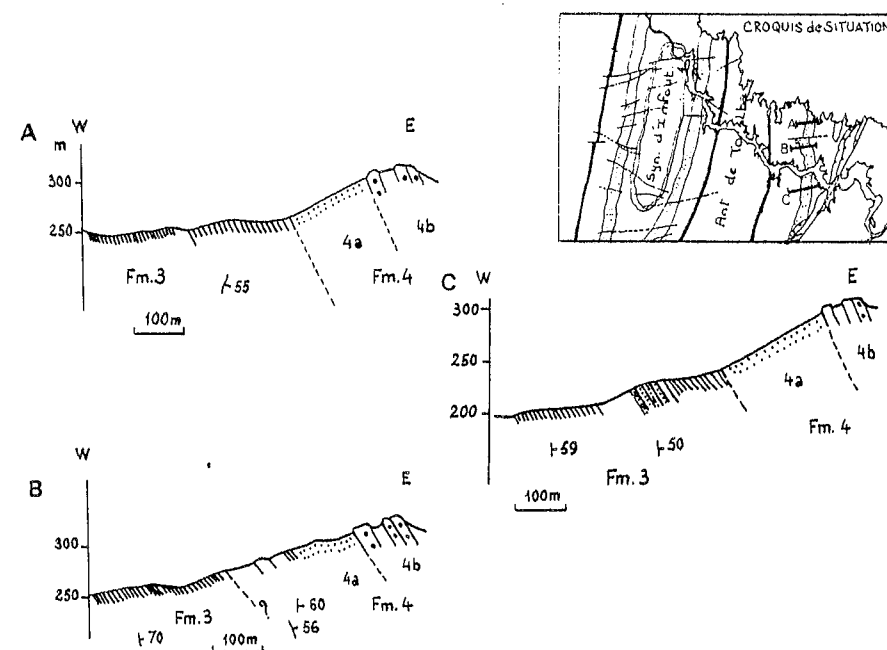 CROQUIS de SITUATION
Syn. d'Imfout
Ant de
A
B
C
A
W
E
m
300
250
Fm.3
55
4a
Fm.4
4b
100m
C
W
E
300
250
200
59
50
Fm.3
4a
4b
Fm. 4
100m
B
W
E
300
250
Fm.3
70
?
60
56
4a
Fm.4
4b
100m